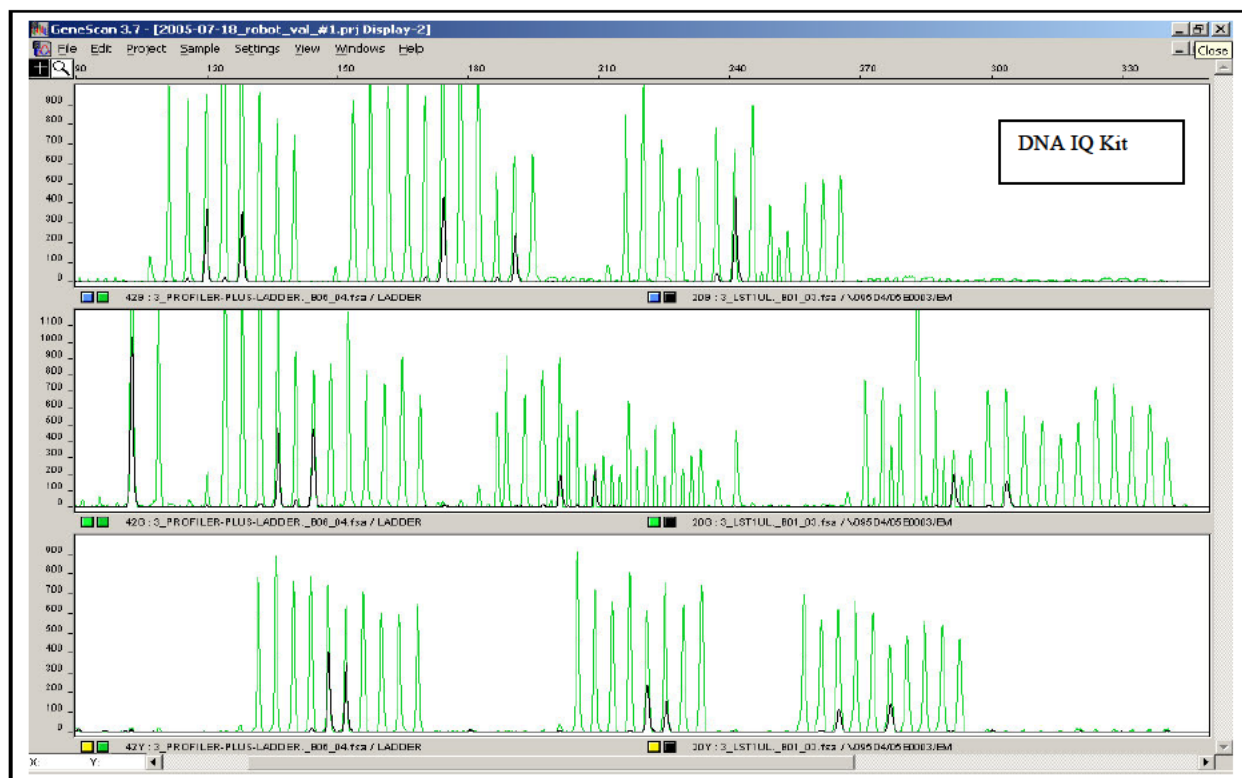 GeneScan 3.7 - [2005-07-18_robot_val_#1.prj Display-2]
File Edit Project Sample Settings View Windows Help
Close
90 120 150 180 210 240 270 300 330
DNA IQ Kit
900
800
700
600
500
400
300
200
100
0
42B : 3_PROFILER-PLUS-LADDER._B06_04.fsa / LADDER
20B : 3_LST1UL._B01_03.fsa /
1100
1000
900
800
700
600
500
400
300
200
100
0
42G : 3_PROFILER-PLUS-LADDER._B06_04.fsa / LADDER
20G : 3_LST1UL._B01_03.fsa /
900
800
700
600
500
400
300
200
100
0
42Y : 3_PROFILER-PLUS-LADDER._B06_04.fsa / LADDER
20Y : 3_LST1UL._B01_03.fsa /
X: Y: